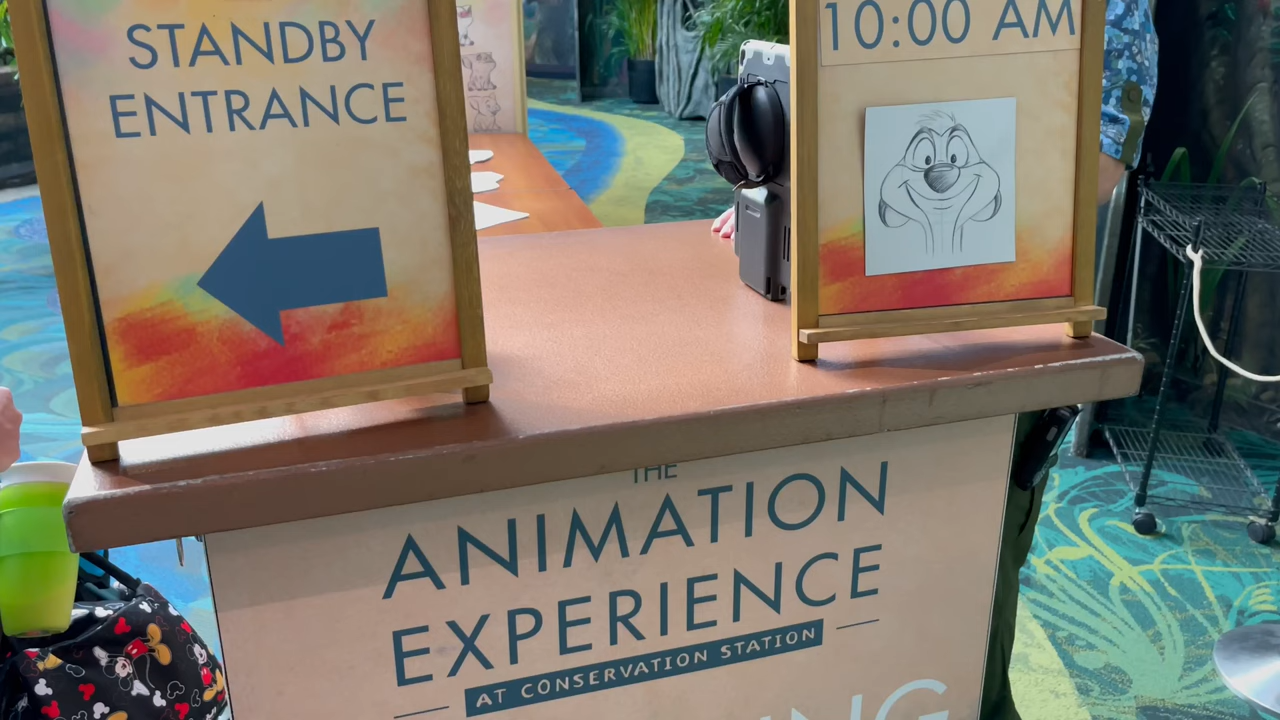 STANDBY
ENTRANCE
10:00 AM
THE
ANIMATION
EXPERIENCE
AT CONSERVATION STATION